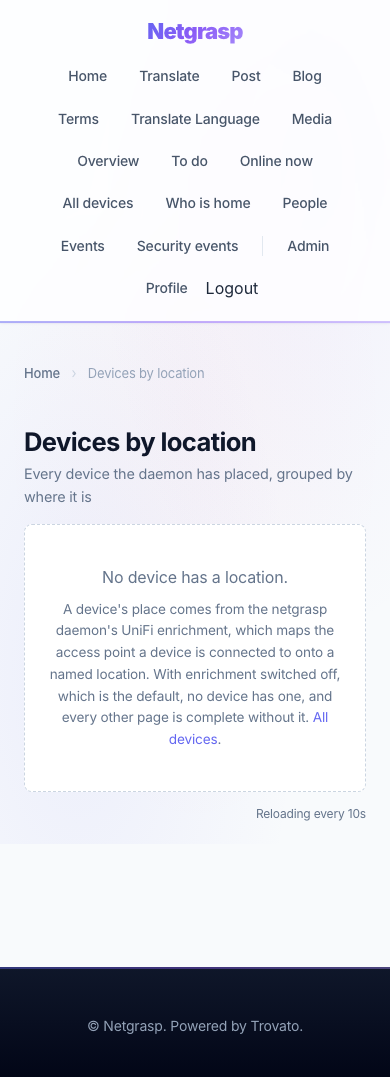 Netgrasp
Home Translate Post Blog
Terms Translate Language Media
Overview To do Online now
All devices Who is home People
Events Security events Admin
Profile Logout
Home › Devices by location
Devices by location
Every device the daemon has placed, grouped by
where it is
No device has a location.
A device's place comes from the netgrasp
daemon's UniFi enrichment, which maps the
access point a device is connected to onto a
named location. With enrichment switched off,
which is the default, no device has one, and
every other page is complete without it. All
devices.
Reloading every 10s
© Netgrasp. Powered by Trovato.